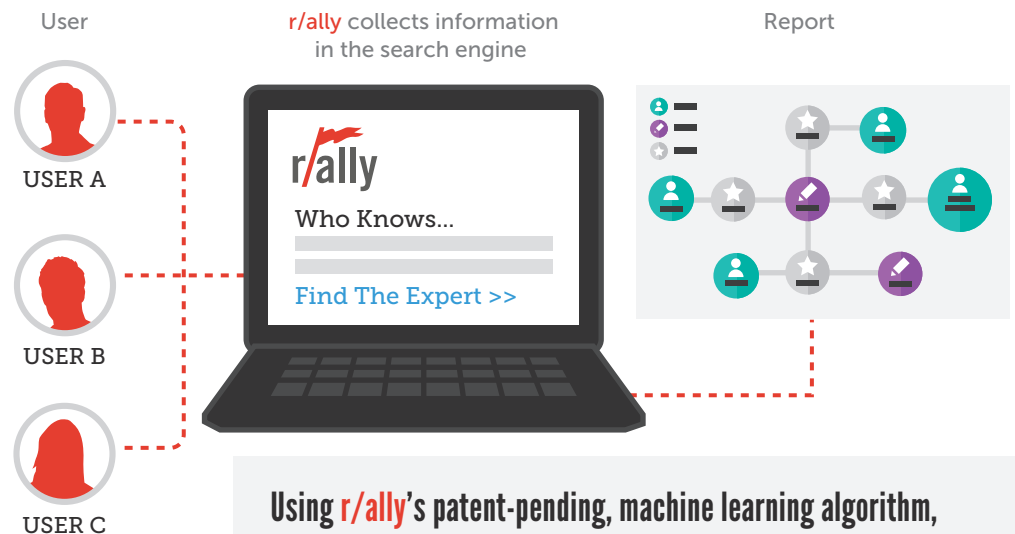 User
r/ally collects information
in the search engine
Report
USER A
USER B
USER C
r/ally
Who Knows...
Find The Expert >>
Using r/ally's patent-pending, machine learning algorithm,